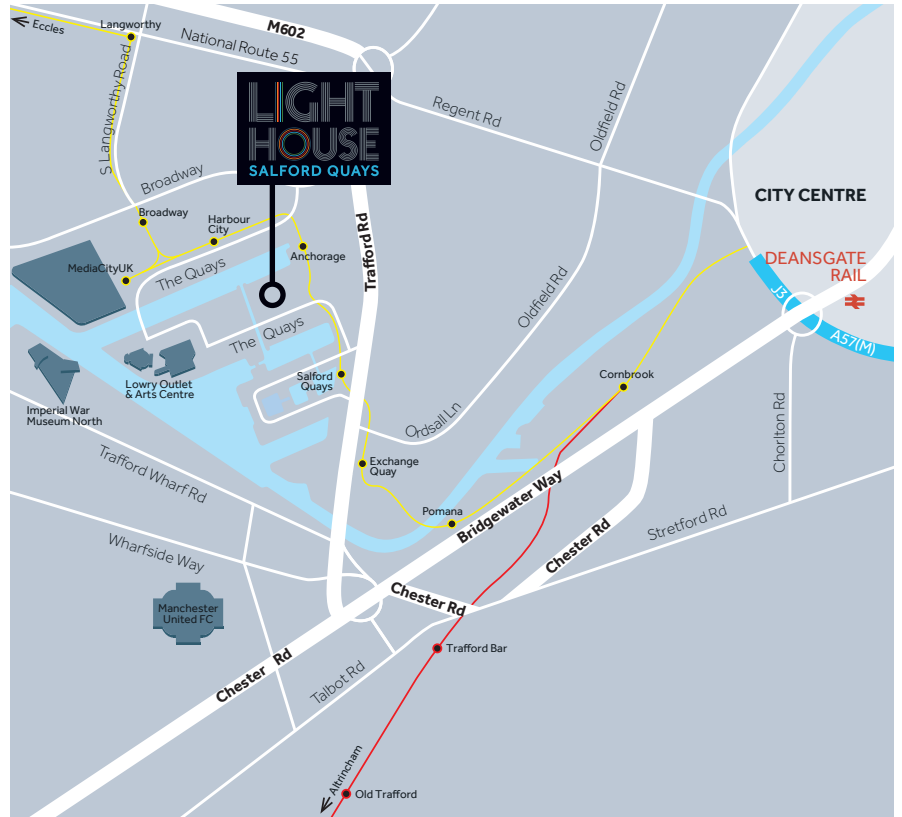 Eccles
Langworthy
M602
National Route 55
S Langworthy Road
LIGHT
HOUSE
SALFORD QUAYS
Regent Rd
Oldfield Rd
Broadway
CITY CENTRE
Broadway
Harbour
City
Trafford Rd
Anchorage
DEANSGATE
RAIL
MediaCityUK
The Quays
J3
Oldfield Rd
The Quays
A57(M)
Imperial War
Museum North
Lowry Outlet
& Arts Centre
Salford
Quays
Cornbrook
Ordsall Ln
Chorlton Rd
Trafford Wharf Rd
Exchange
Quay
Pomana
Bridgewater Way
Stretford Rd
Wharfside Way
Chester Rd
Chester Rd
Manchester
United FC
Trafford Bar
Chester Rd
Talbot Rd
Altrincham
Old Trafford